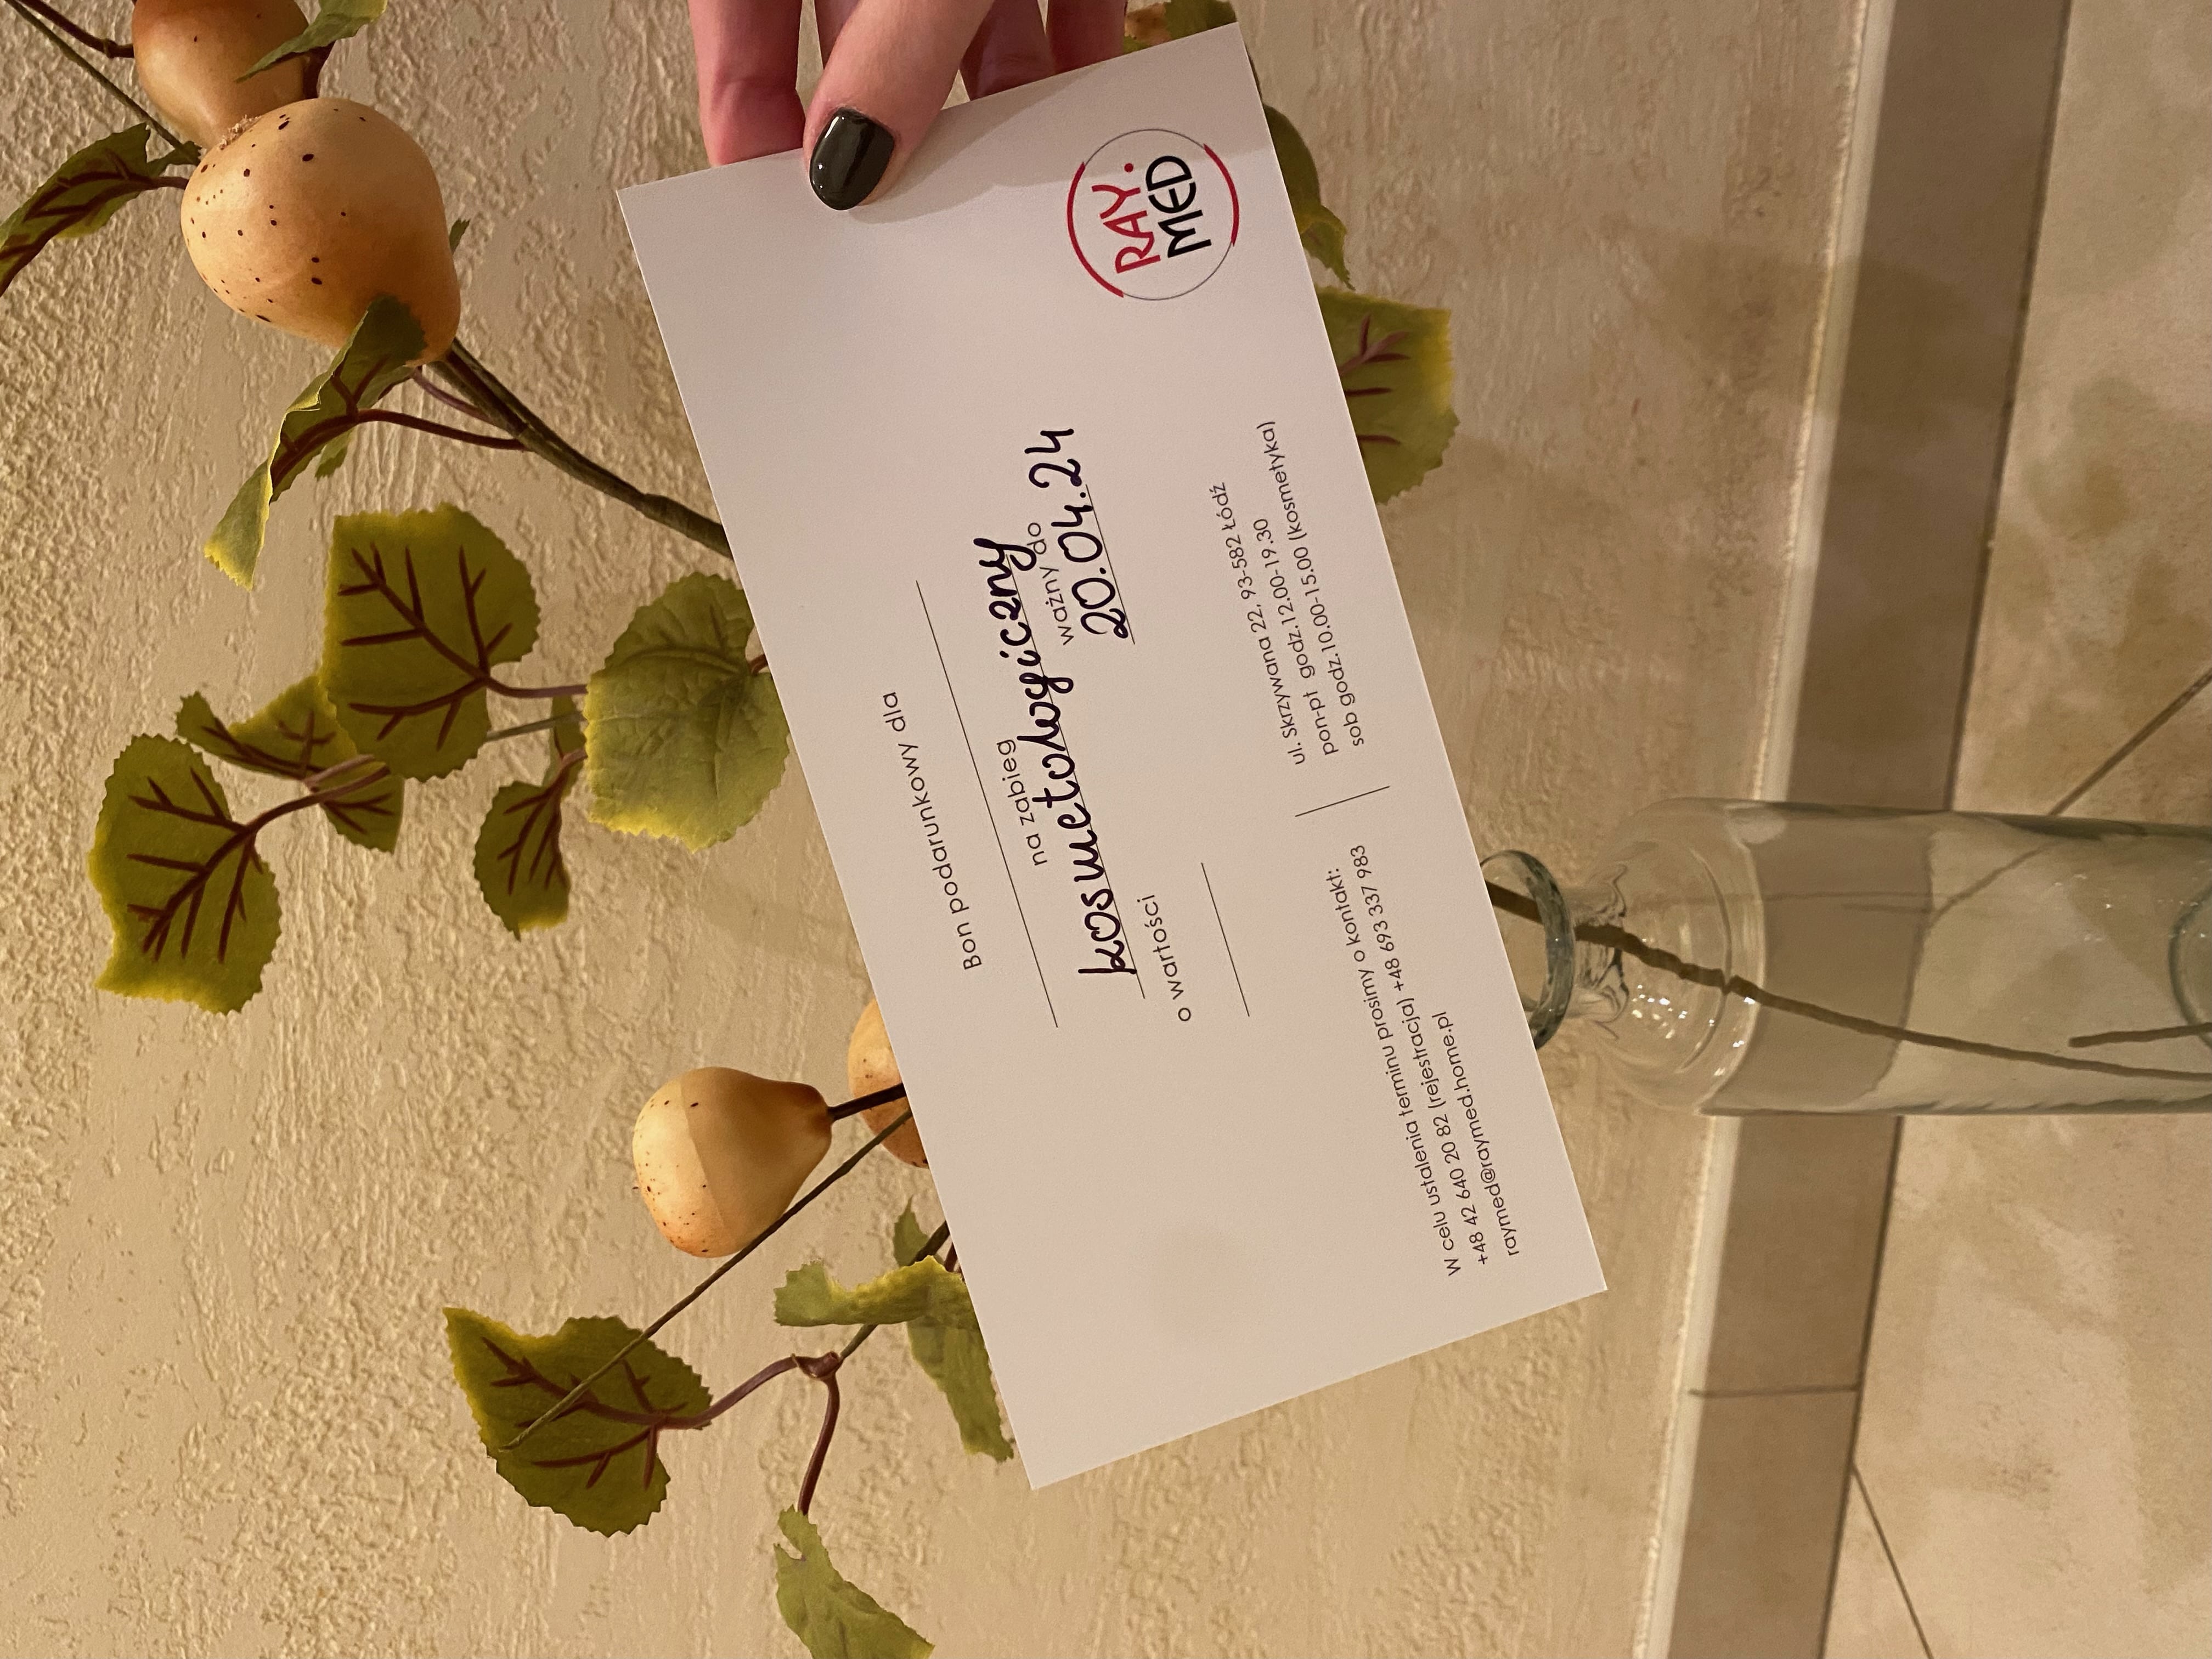 Bon podarunkowy dla
na zabieg
kosmetologiczny
ważny do
20.04.24
o wartości
RAY.
MED
ul. Skrzywana 22, 93-582 Łódź
pon-pt godz.12.00-19.30
sob godz.10.00-15.00 (kosmetyka)
W celu ustalenia terminu prosimy o kontakt:
+48 42 640 20 82 (rejestracja) +48 693 337 983
raymed@raymed.home.pl